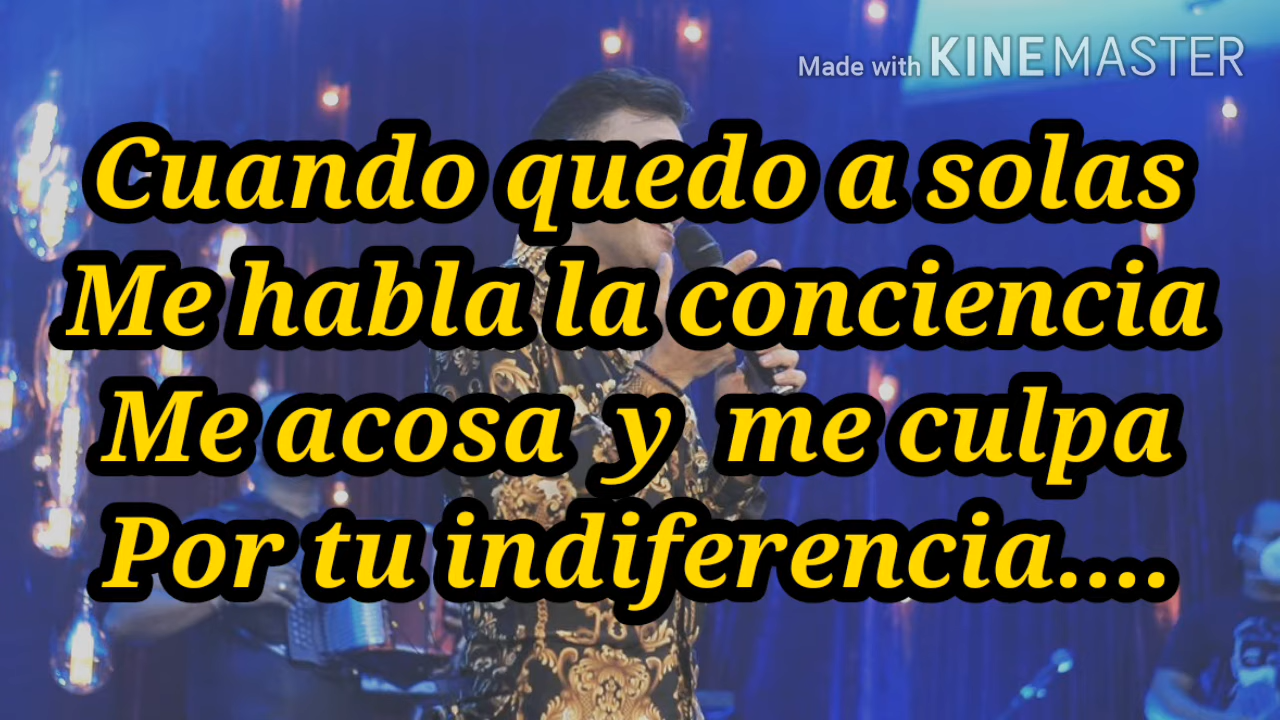 Made with KINEMASTER
Cuando quedo a solas
Me habla la conciencia
Me acosa y me culpa
Por tu indiferencia....